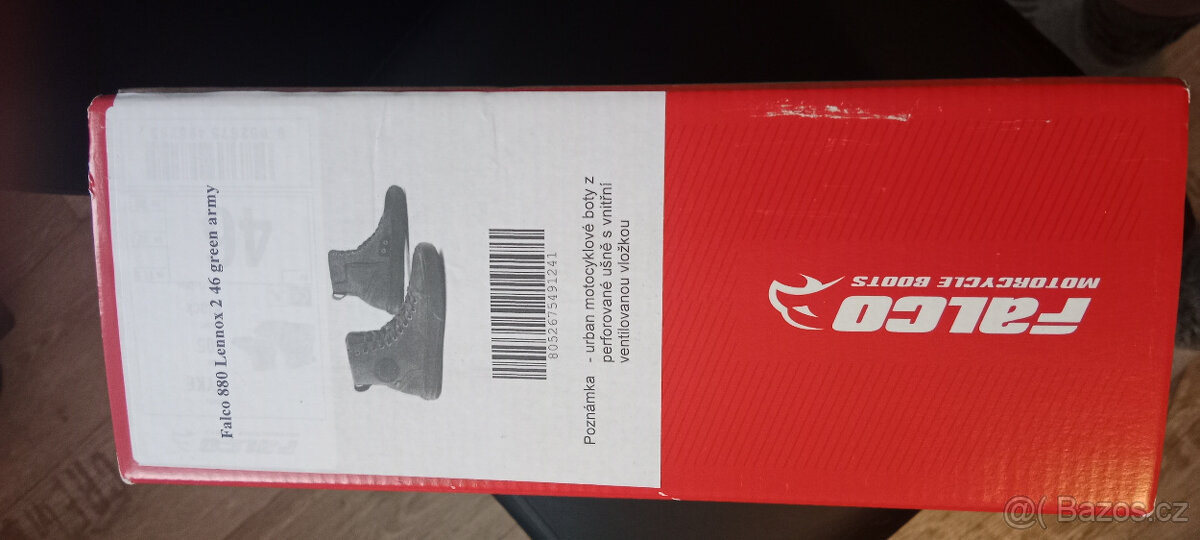 Falco 880 Lennox 2 46 green army
8052675491241
Poznámka - urban motocyklové boty z
perforované ušně s vnitřní
ventilovanou vložkou
FALCO
MOTORCYCLE BOOTS
@( Bazos.cz